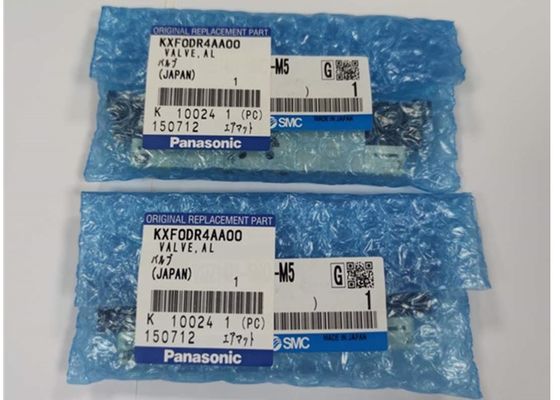 ORIGINAL REPLACEMENT PART
KXF0DR4AA00
VALVE, AL
バルブ
(JAPAN)
1
K 10024 1 (PC)
150712 エアマット
Panasonic
-M5
G
)
1
SMC
MADE IN JAPAN
ORIGINAL REPLACEMENT PART
KXF0DR4AA00
VALVE, AL
バルブ
(JAPAN)
1
K 10024 1 (PC)
150712 エアマット
Panasonic
-M5
G
)
1
SMC
MADE IN JAPAN